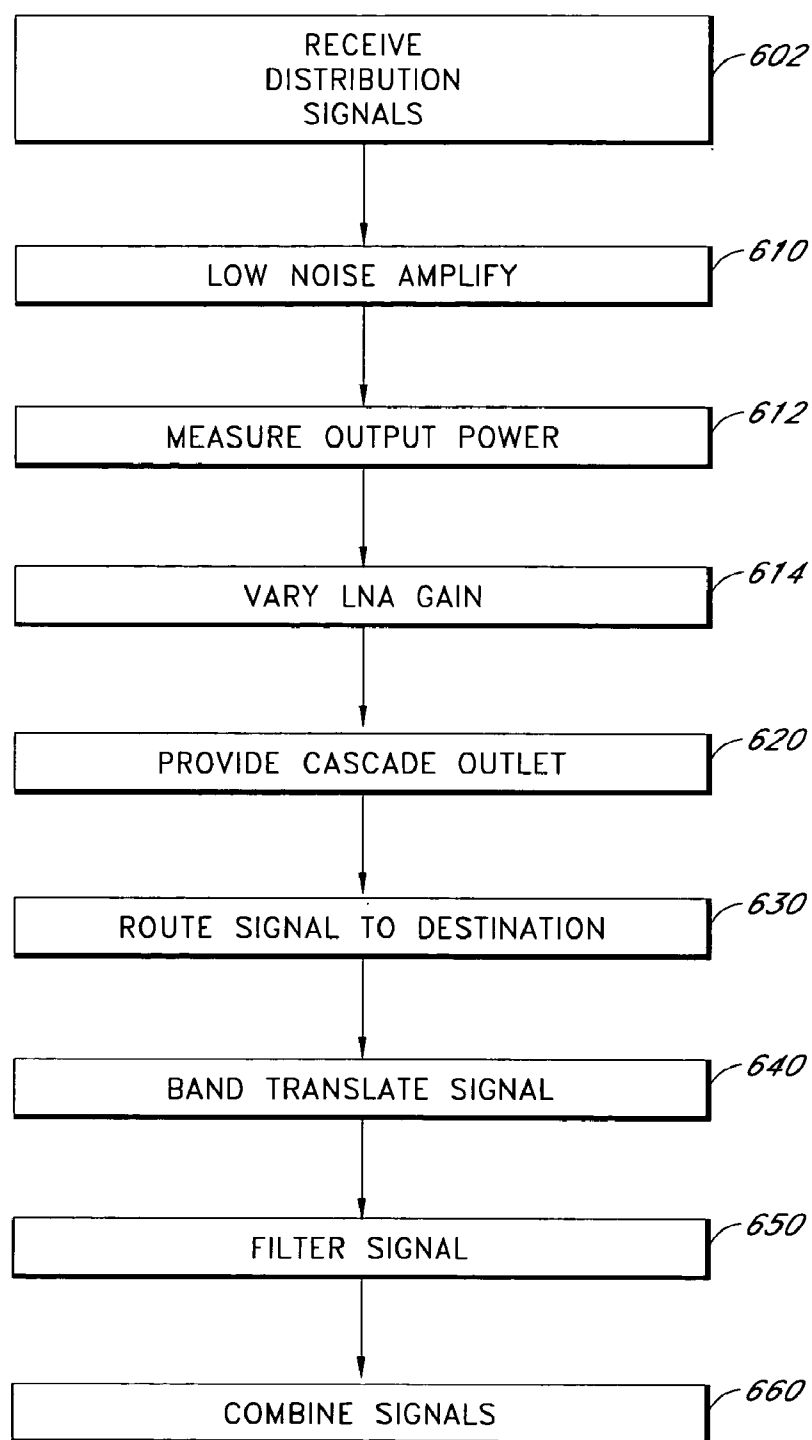 RECEIVE
DISTRIBUTION
SIGNALS
602
LOW NOISE AMPLIFY
610
MEASURE OUTPUT POWER
612
VARY LNA GAIN
614
PROVIDE CASCADE OUTLET
620
ROUTE SIGNAL TO DESTINATION
630
BAND TRANSLATE SIGNAL
640
FILTER SIGNAL
650
COMBINE SIGNALS
660